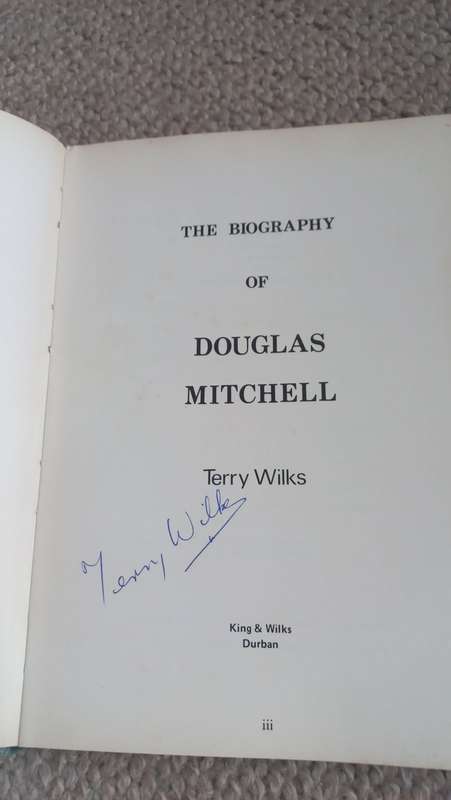 THE BIOGRAPHY
OF
DOUGLAS
MITCHELL
Terry Wilks
Terry Wilks
King & Wilks
Durban
iii